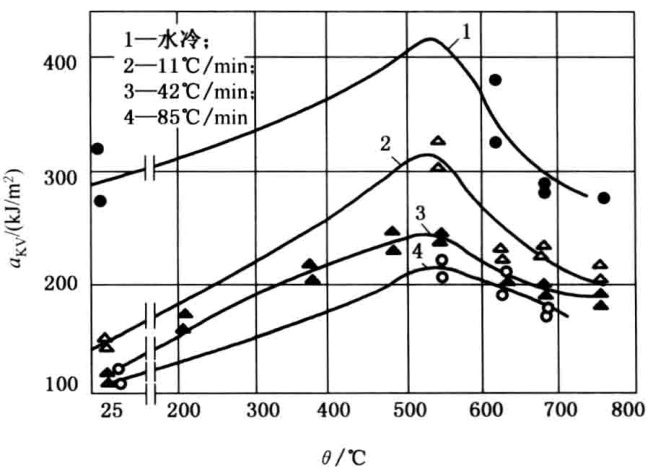 400
300
200
100
a_KV/(kJ/m²)
1—水冷;
2—11℃/min;
3—42℃/min;
4—85℃/min
1
2
3
4
25 200 300 400 500 600 700 800
θ/℃